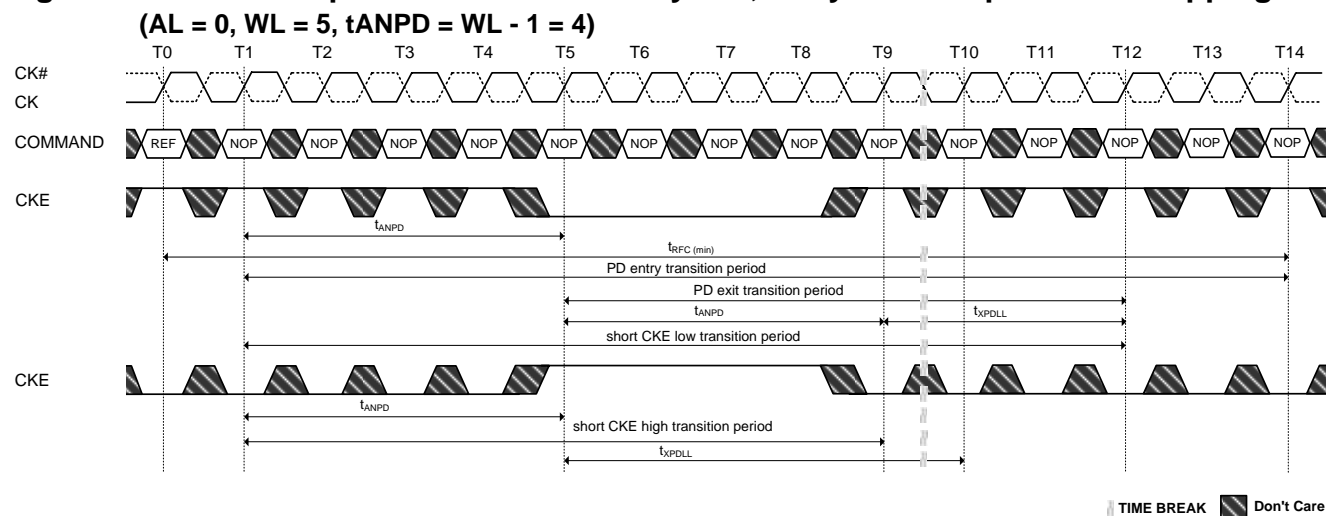 (AL = 0, WL = 5, tANPD = WL - 1 = 4)
T0 T1 T2 T3 T4 T5 T6 T7 T8 T9 T10 T11 T12 T13 T14
CK#
CK
COMMAND REF NOP NOP NOP NOP NOP NOP NOP NOP NOP NOP NOP NOP NOP NOP
CKE
tANPD
tRFC (min)
PD entry transition period
PD exit transition period
tANPD tXPDLL
short CKE low transition period
CKE
tANPD
short CKE high transition period
tXPDLL
TIME BREAK Don't Care